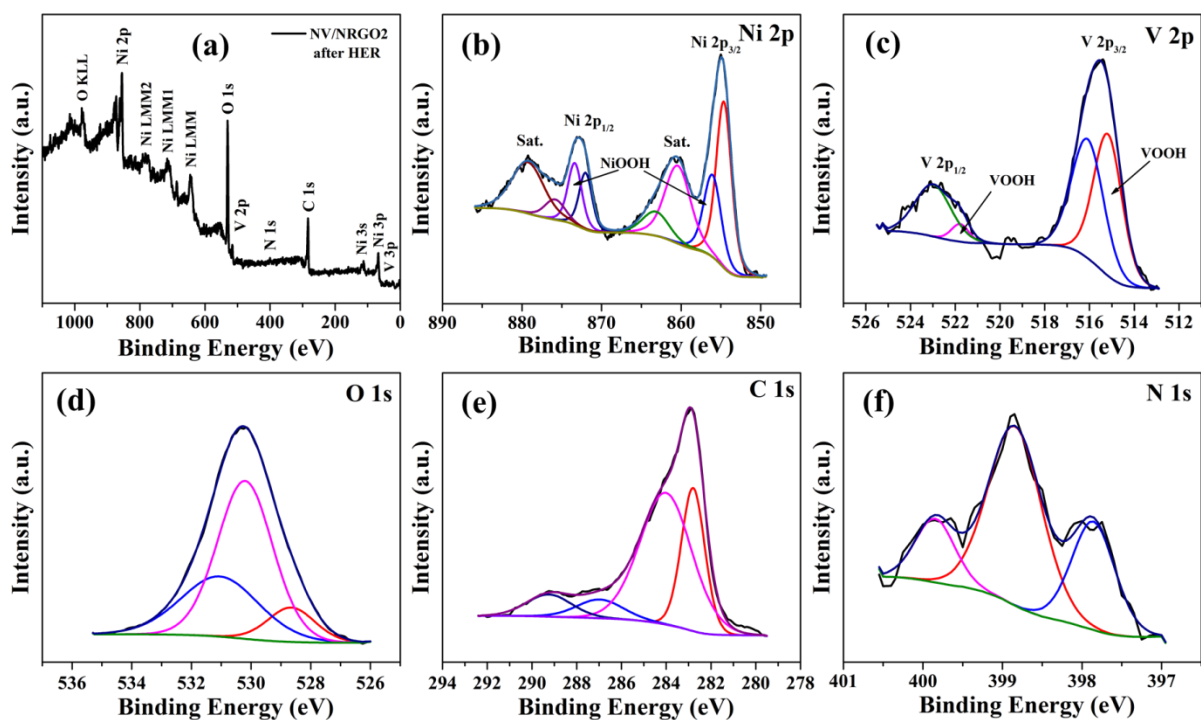 (a)
NV/NRGO2
after HER
O KLL
Ni 2p
Ni LMM2
Ni LMM1
Ni LMM
O 1s
V 2p
N 1s
C 1s
Ni 3s
Ni 3p
V 3p
Intensity (a.u.)
1000 800 600 400 200 0
Binding Energy (eV)
(b)
Ni 2p
Ni 2p3/2
Ni 2p1/2
Sat.
Sat.
NiOOH
Intensity (a.u.)
890 880 870 860 850
Binding Energy (eV)
(c)
V 2p
V 2p3/2
V 2p1/2
VOOH
VOOH
Intensity (a.u.)
526 524 522 520 518 516 514 512
Binding Energy (eV)
(d)
O 1s
Intensity (a.u.)
536 534 532 530 528 526
Binding Energy (eV)
(e)
C 1s
Intensity (a.u.)
294 292 290 288 286 284 282 280 278
Binding Energy (eV)
(f)
N 1s
Intensity (a.u.)
401 400 399 398 397
Binding Energy (eV)